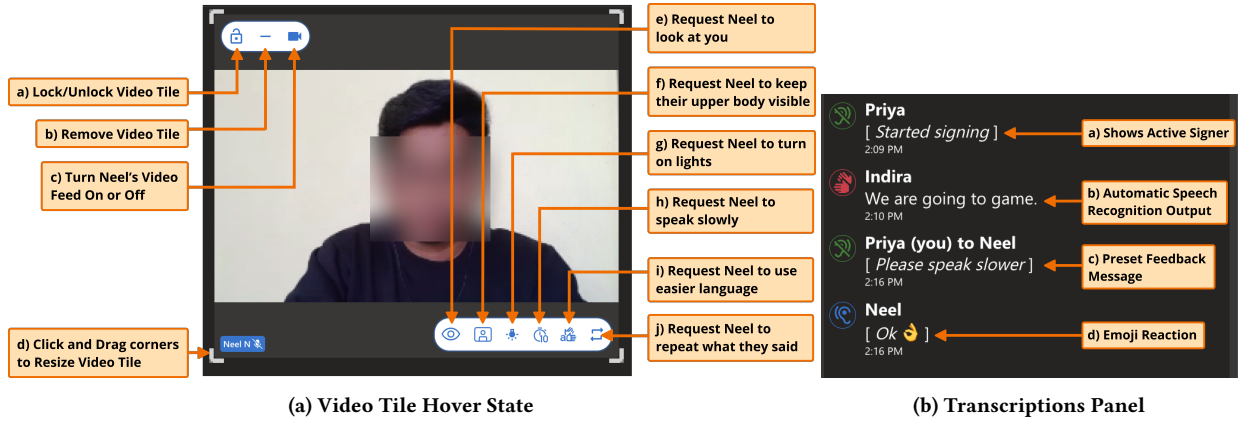 a) Lock/Unlock Video Tile
b) Remove Video Tile
c) Turn Neel's Video
Feed On or Off
d) Click and Drag corners
to Resize Video Tile
Neel N
e) Request Neel to
look at you
f) Request Neel to keep
their upper body visible
g) Request Neel to turn
on lights
h) Request Neel to
speak slowly
i) Request Neel to use
easier language
j) Request Neel to
repeat what they said
(a) Video Tile Hover State
Priya
[ Started signing ]
2:09 PM
a) Shows Active Signer
Indira
We are going to game.
2:10 PM
b) Automatic Speech
Recognition Output
Priya (you) to Neel
[ Please speak slower ]
2:16 PM
c) Preset Feedback
Message
Neel
[ Ok 👌 ]
2:16 PM
d) Emoji Reaction
(b) Transcriptions Panel